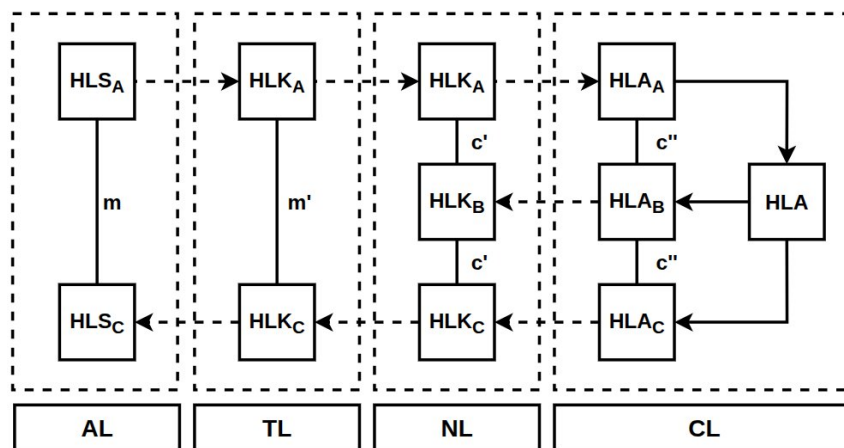 HLSA HLKA HLKA HLAA
c' c''
m m' HLKB HLAB HLA
c' c''
HLSC HLKC HLKC HLAC
AL TL NL CL